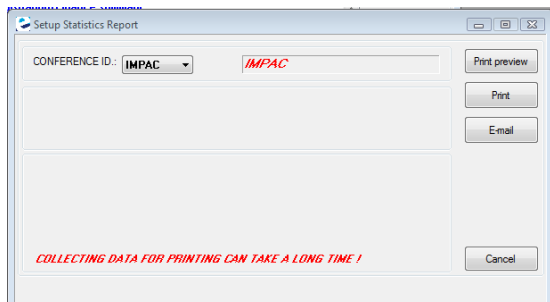 Setup Statistics Report
CONFERENCE ID.: IMPAC IMPAC
Print preview
Print
E-mail
COLLECTING DATA FOR PRINTING CAN TAKE A LONG TIME !
Cancel